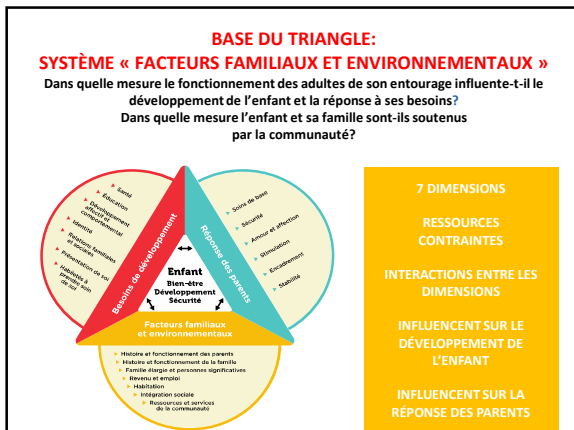 BASE DU TRIANGLE:
SYSTÈME « FACTEURS FAMILIAUX ET ENVIRONNEMENTAUX »
Dans quelle mesure le fonctionnement des adultes de son entourage influente-t-il le
développement de l'enfant et la réponse à ses besoins?
Dans quelle mesure l'enfant et sa famille sont-ils soutenus
par la communauté?
Santé
Éducation
Développement
affectif et
comportemental
Identité
Relations familiales
et sociales
Présentation de soi
Habiletés à
prendre soin
de soi
Besoins de développement
Réponse des parents
Soins de base
Sécurité
Amour et affection
Stimulation
Encadrement
Stabilité
Enfant
Bien-être
Développement
Sécurité
Facteurs familiaux
et environnementaux
Histoire et fonctionnement des parents
Histoire et fonctionnement de la famille
Famille élargie et personnes significatives
Revenu et emploi
Habitation
Intégration sociale
Ressources et services
de la communauté
7 DIMENSIONS
RESSOURCES
CONTRAINTES
INTERACTIONS ENTRE LES
DIMENSIONS
INFLUENCENT SUR LE
DÉVELOPPEMENT DE
L'ENFANT
INFLUENCENT SUR LA
RÉPONSE DES PARENTS